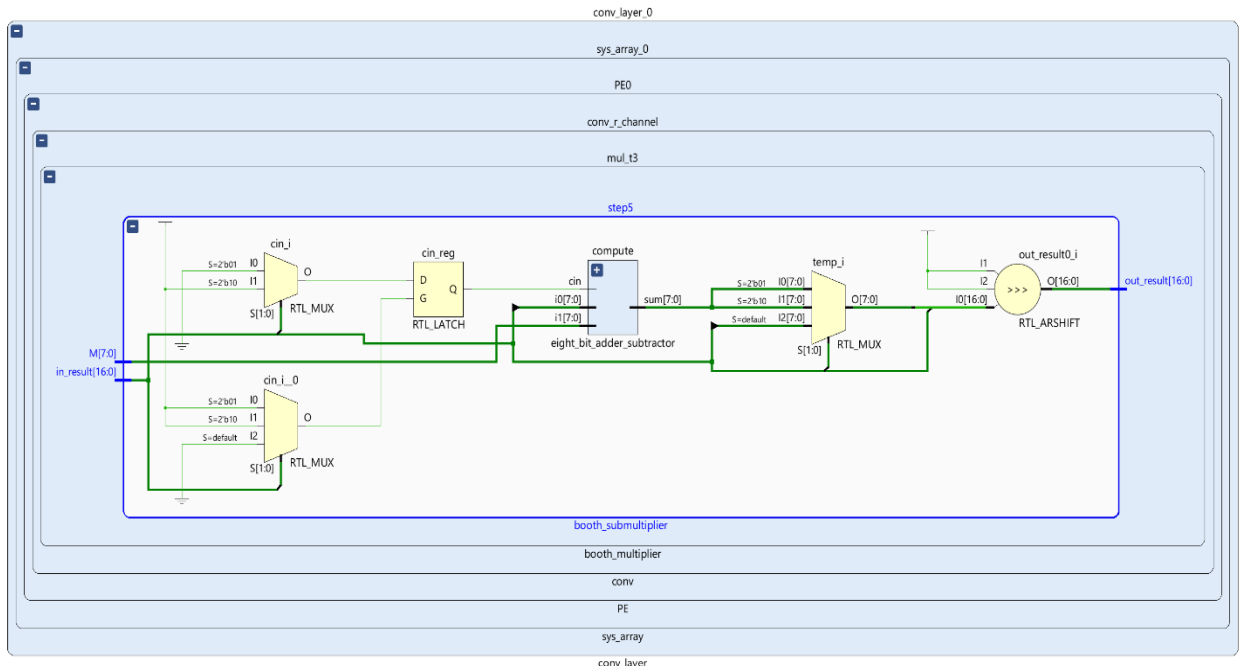 conv_layer_0
sys_array_0
PE0
conv_r_channel
mul_t3
step5
cin_i
S=2'b01 I0
S=2'b10 I1
O
S[1:0]
RTL_MUX
cin_reg
D
G
Q
RTL_LATCH
compute
cin
i0[7:0]
i1[7:0]
sum[7:0]
eight_bit_adder_subtractor
temp_i
S=2'b01 I0[7:0]
S=2'b10 I1[7:0]
S=default I2[7:0]
O[7:0]
S[1:0]
RTL_MUX
out_result0_i
I1
I2
I0[16:0]
>>>
O[16:0]
RTL_ARSHIFT
out_result[16:0]
M[7:0]
in_result[16:0]
cin_i__0
S=2'b01 I0
S=2'b10 I1
S=default I2
O
S[1:0]
RTL_MUX
booth_submultiplier
booth_multiplier
conv
PE
sys_array
conv_layer